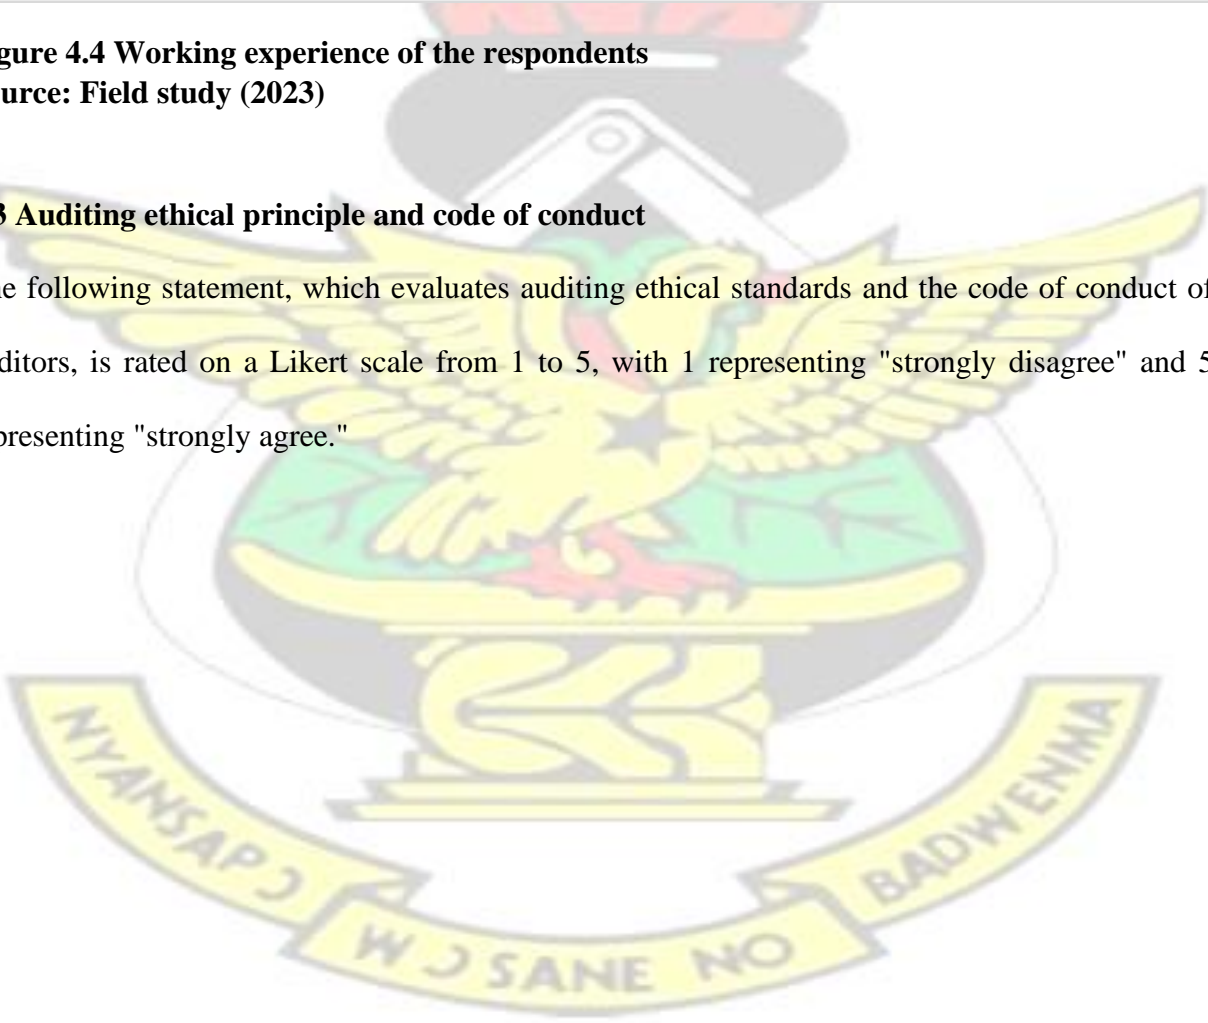 gure 4.4 Working experience of the respondents
urce: Field study (2023)
3 Auditing ethical principle and code of conduct
e following statement, which evaluates auditing ethical standards and the code of conduct of
ditors, is rated on a Likert scale from 1 to 5, with 1 representing "strongly disagree" and 5
presenting "strongly agree."
NYANSAPƆ
WƆ SANE NO
BADWENMA